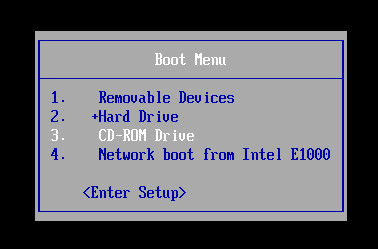 Boot Menu
1. Removable Devices
2. +Hard Drive
3. CD-ROM Drive
4. Network boot from Intel E1000
<Enter Setup>